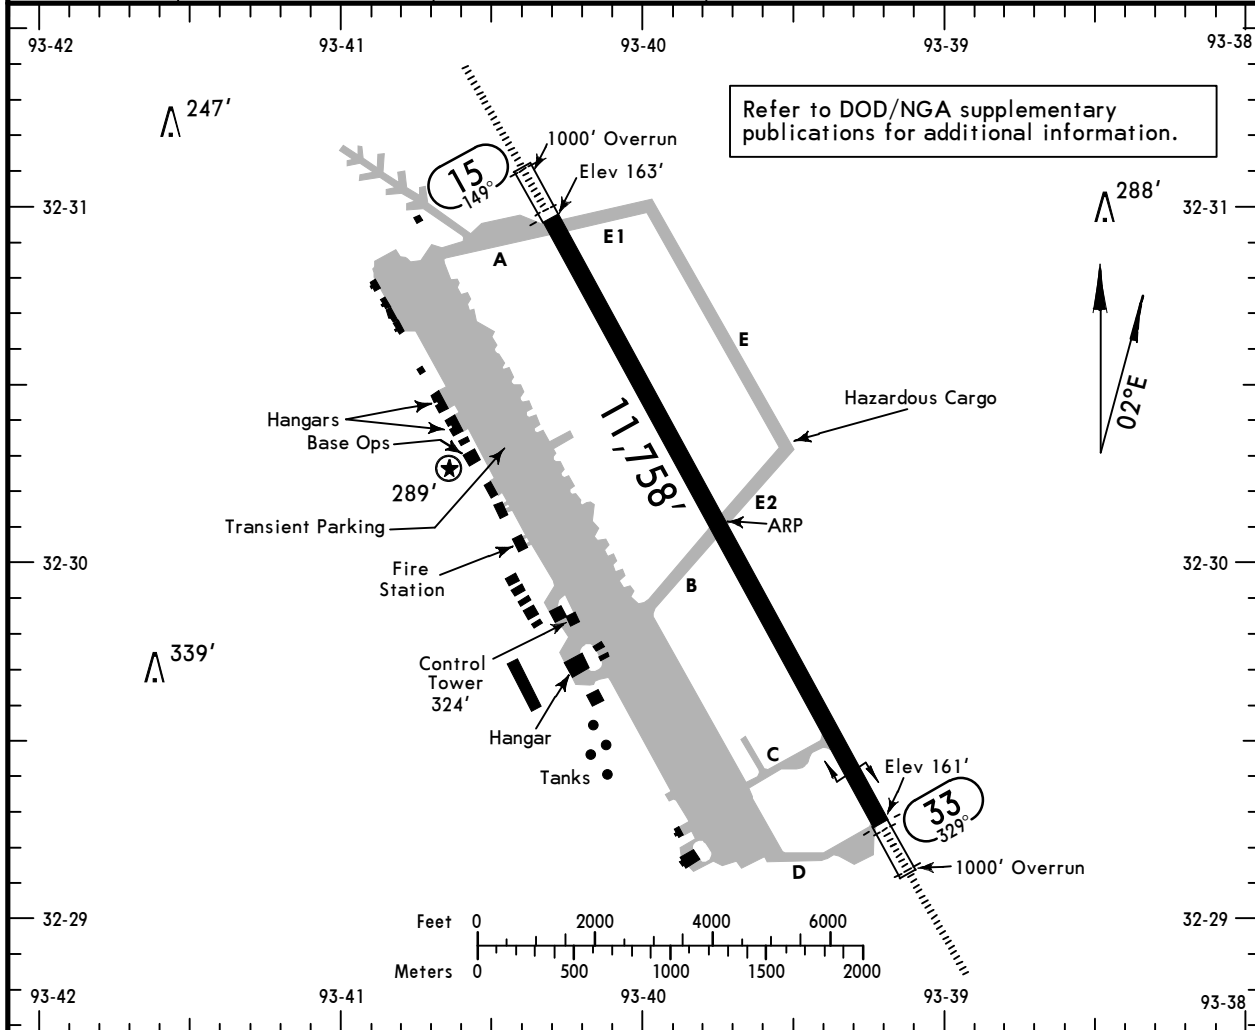 93-42 93-41 93-40 93-39 93-38
247'
Refer to DOD/NGA supplementary
publications for additional information.
1000' Overrun
15
149°
Elev 163'
288'
32-31
32-31
E1
A
E
02°E
Hazardous Cargo
11,758'
Hangars
Base Ops
289'
E2
ARP
Transient Parking
32-30
32-30
Fire
Station
B
339'
Control
Tower
324'
Hangar
C
Elev 161'
Tanks
33
329°
1000' Overrun
D
32-29
32-29
Feet 0 2000 4000 6000
Meters 0 500 1000 1500 2000
93-42 93-41 93-40 93-39 93-38